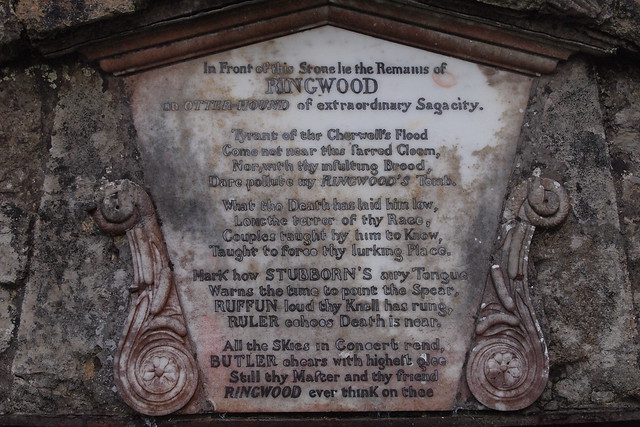 In Front of this Stone lie the Remains of
RINGWOOD
an OTTER-HOUND of extraordinary Sagacity.
Tyrant of the Cherwell's Flood
Come not near this sacred Gloom,
Nor, with thy insulting Brood,
Dare pollute my RINGWOOD'S Tomb.
What tho Death has laid him low,
Long the terror of thy Race,
Couples taught by him to Know,
Taught to force thy lurking Place.
Mark how STUBBORN'S airy Tongue
Warns the time to point the Spear.
RUFFUN loud thy Knell has rung,
RULER echoes Death is near.
All the Skies in Concert rend,
BUTLER chears with highest glee
Still thy Master and thy friend
RINGWOOD ever think on thee